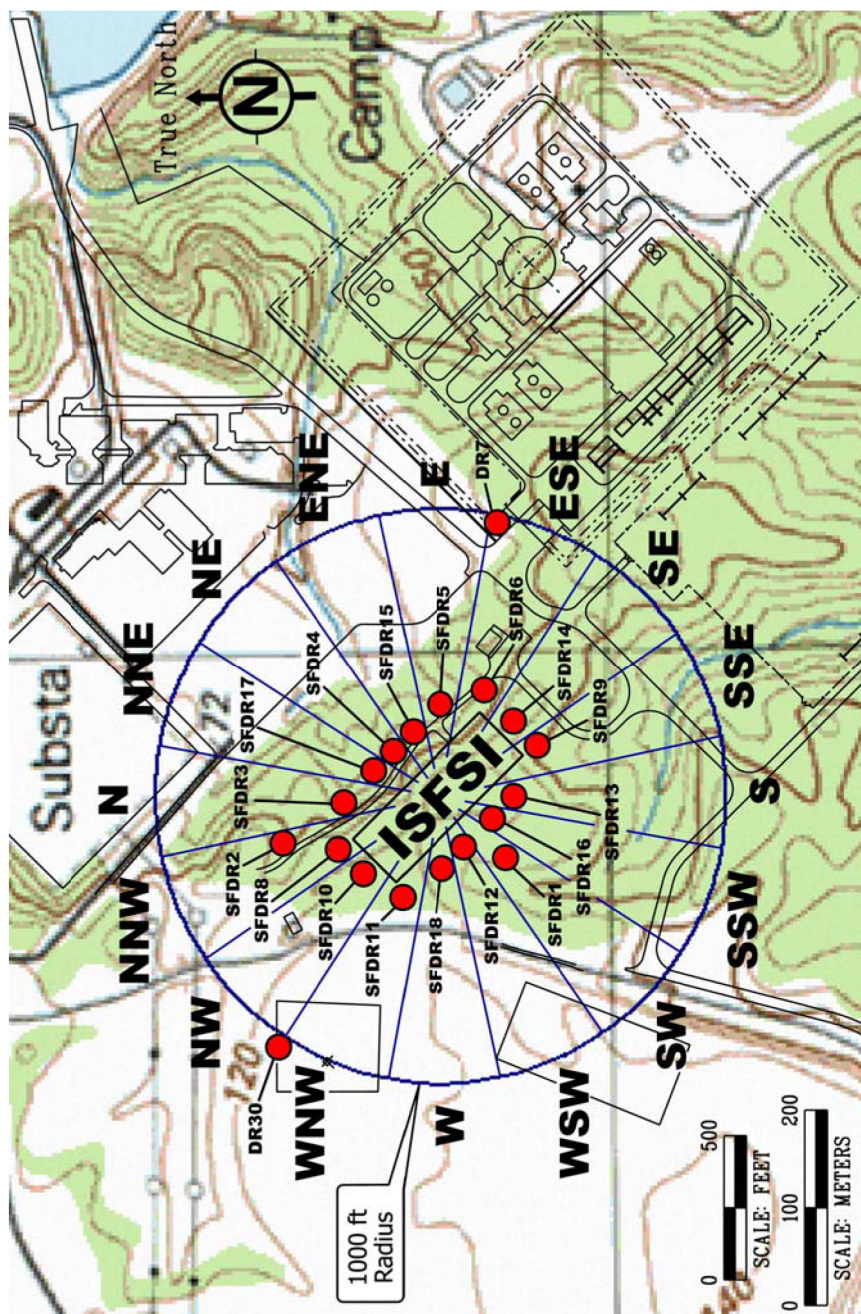 True North
N
Camp
50
Substa
72
NNW
N
NNE
NE
ENE
E
ESE
SE
SSE
S
SSW
SW
WSW
W
WNW
NW
120
DR30
DR7
SFDR2
SFDR3
SFDR17
SFDR4
SFDR15
SFDR5
SFDR6
SFDR14
SFDR9
SFDR8
SFDR10
SFDR11
SFDR18
SFDR12
SFDR1
SFDR16
SFDR13
ISFSI
1000 ft
Radius
0 500
SCALE: FEET
0 100 200
SCALE: METERS